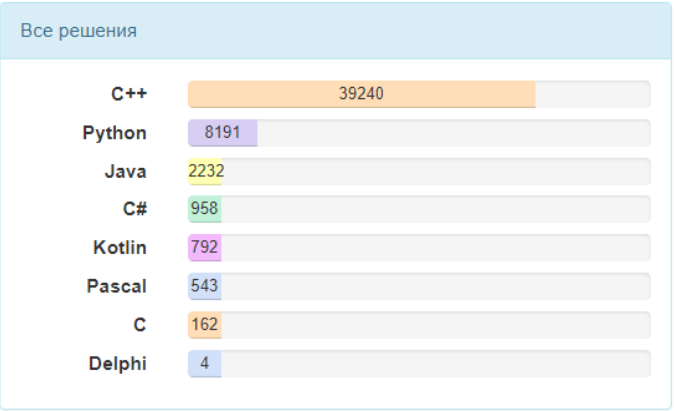 Все решения
C++ 39240
Python 8191
Java 2232
C# 958
Kotlin 792
Pascal 543
C 162
Delphi 4